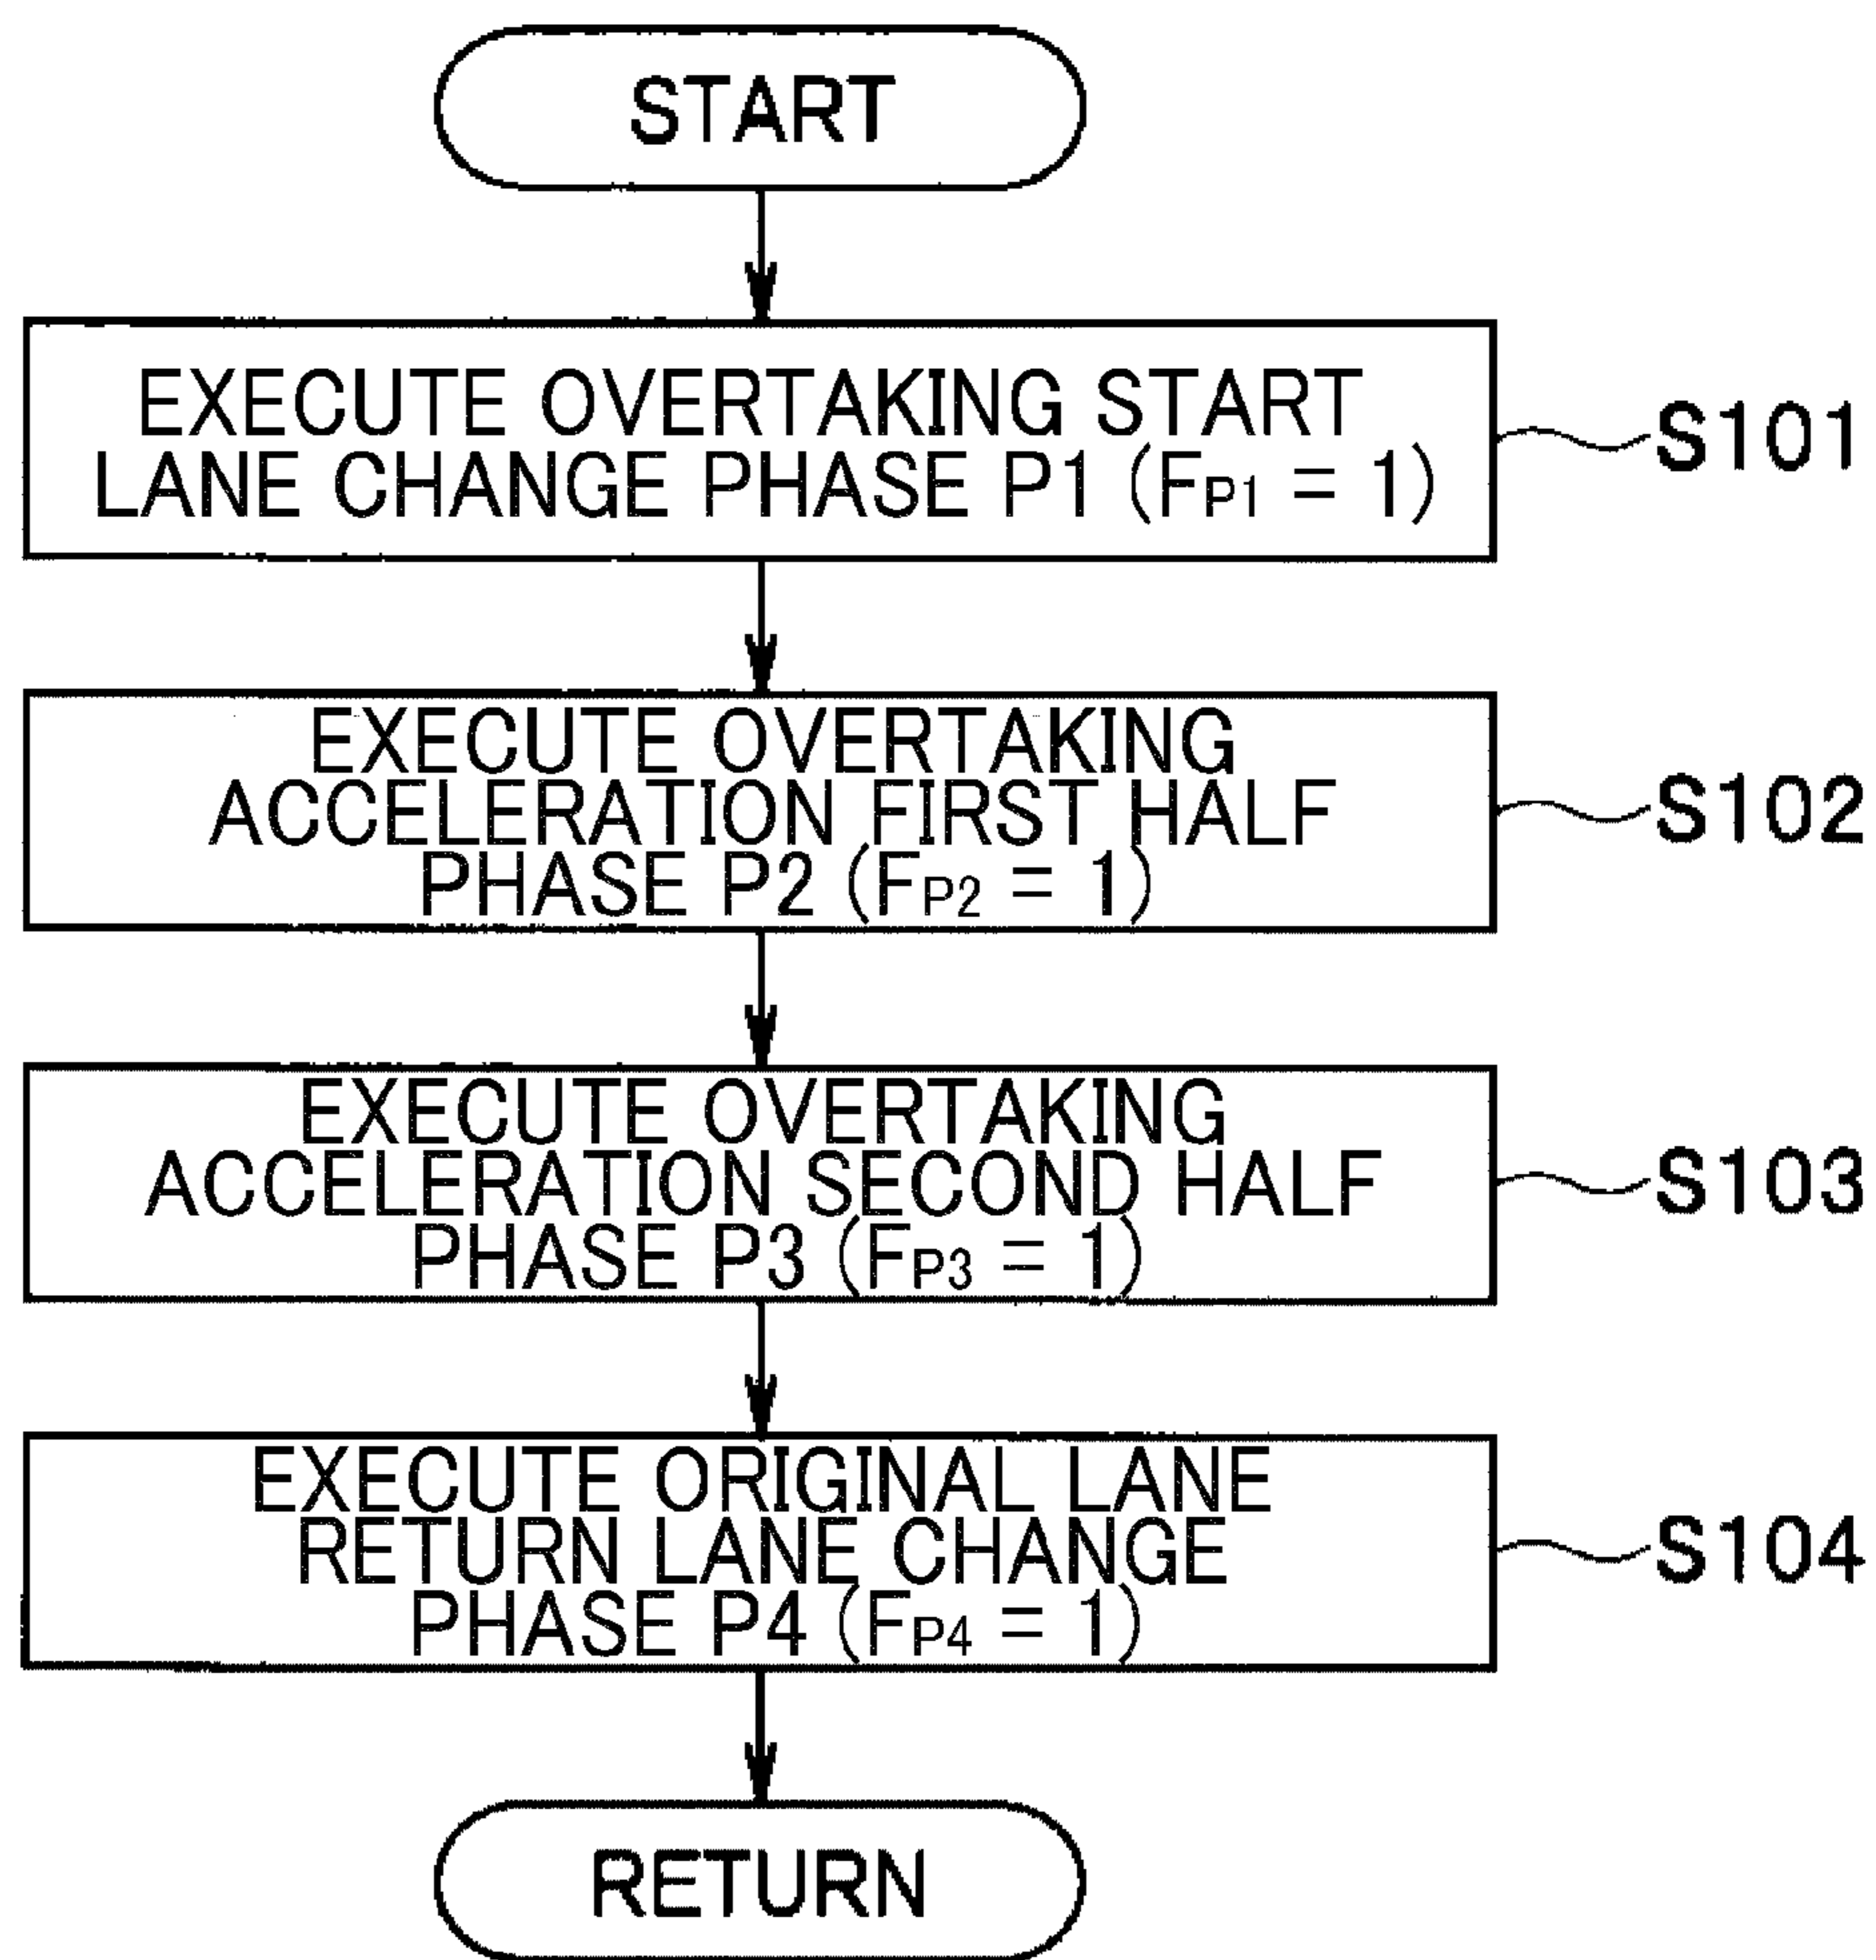 START
EXECUTE OVERTAKING START
LANE CHANGE PHASE P1 (FP1 = 1)
S101
EXECUTE OVERTAKING
ACCELERATION FIRST HALF
PHASE P2 (FP2 = 1)
S102
EXECUTE OVERTAKING
ACCELERATION SECOND HALF
PHASE P3 (FP3 = 1)
S103
EXECUTE ORIGINAL LANE
RETURN LANE CHANGE
PHASE P4 (FP4 = 1)
S104
RETURN